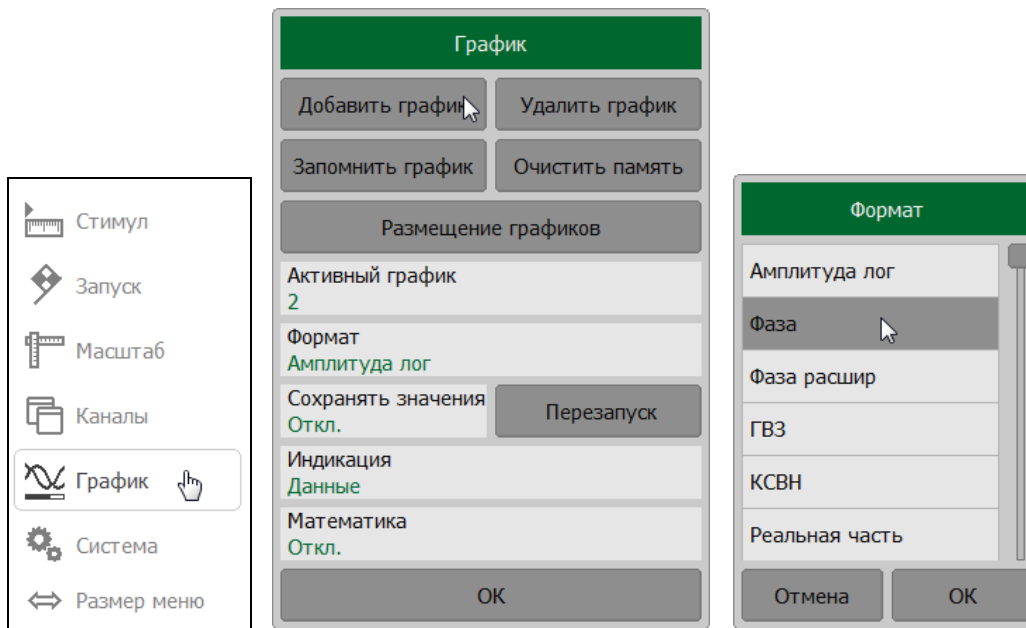 Стимул
Запуск
Масштаб
Каналы
График
Система
Размер меню
График
Добавить график
Удалить график
Запомнить график
Очистить память
Размещение графиков
Активный график
2
Формат
Амплитуда лог
Сохранять значения
Откл.
Перезапуск
Индикация
Данные
Математика
Откл.
ОК
Формат
Амплитуда лог
Фаза
Фаза расшир
ГВЗ
КСВН
Реальная часть
Отмена
ОК